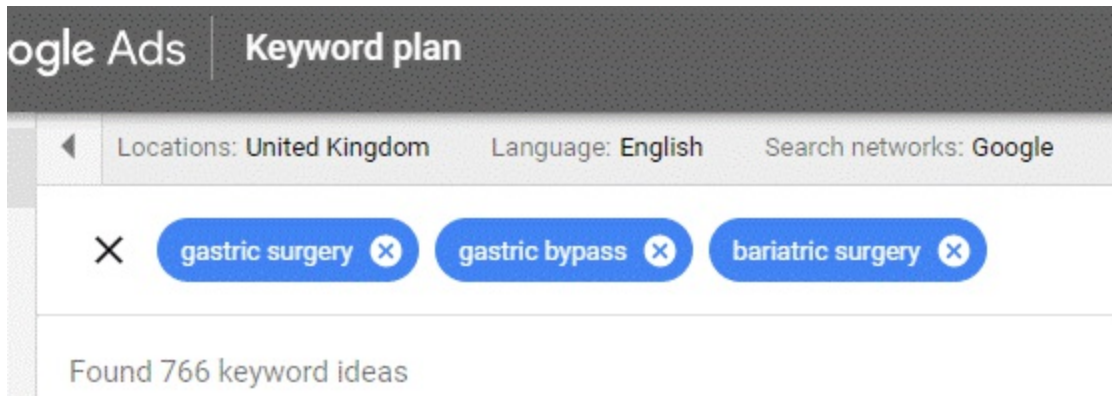 ogle Ads Keyword plan
Locations: United Kingdom Language: English Search networks: Google
gastric surgery gastric bypass bariatric surgery
Found 766 keyword ideas